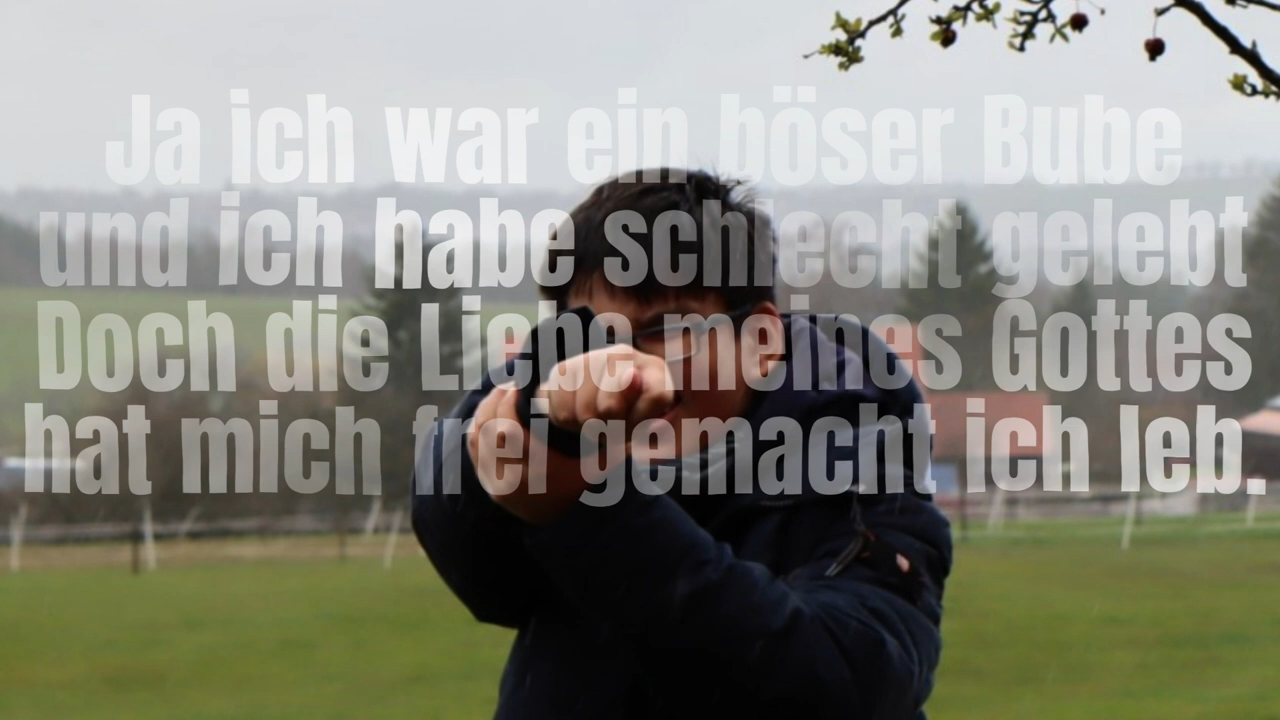 Ja ich war ein böser Bube
und ich habe schlecht gelebt
Doch die Liebe meines Gottes
hat mich frei gemacht ich leb.